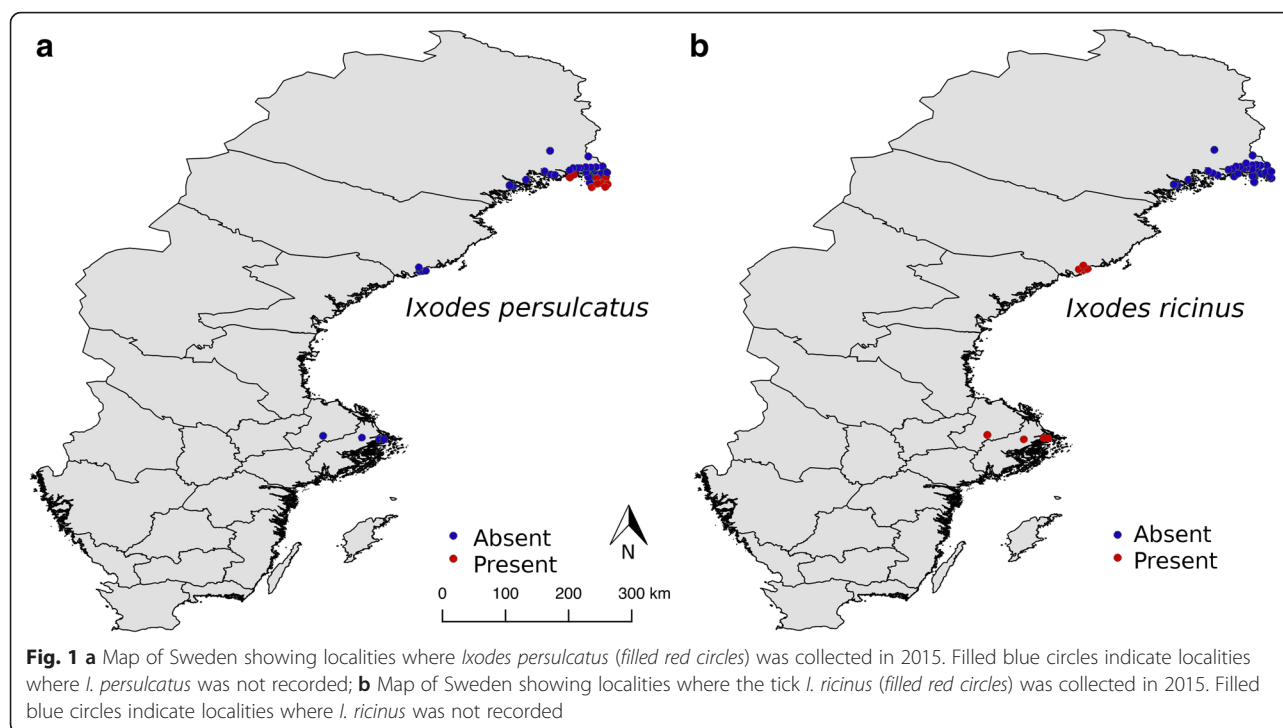 a
b
Ixodes persulcatus
Ixodes ricinus
Absent
Present
N
0 100 200 300 km
Absent
Present
Fig. 1 a Map of Sweden showing localities where Ixodes persulcatus (filled red circles) was collected in 2015. Filled blue circles indicate localities
where I. persulcatus was not recorded; b Map of Sweden showing localities where the tick I. ricinus (filled red circles) was collected in 2015. Filled
blue circles indicate localities where I. ricinus was not recorded